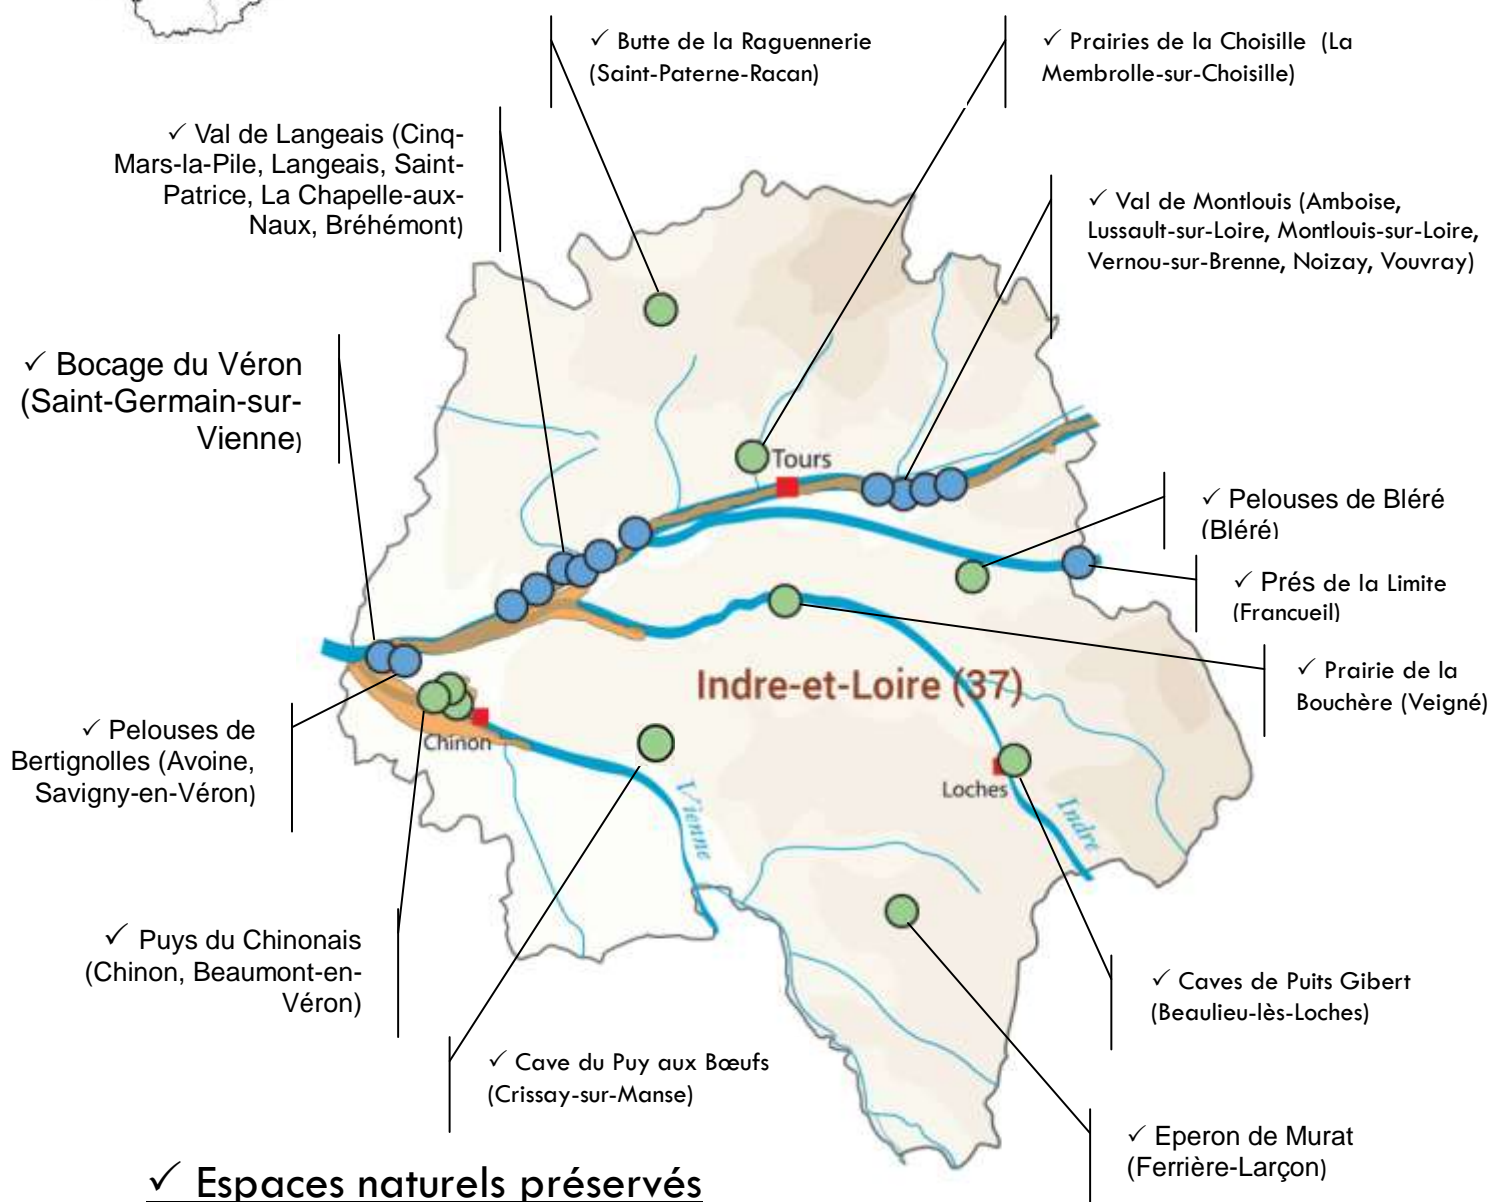 ✓ Butte de la Raguennerie
(Saint-Paterne-Racan)
✓ Prairies de la Choisille (La
Membrolle-sur-Choisille)
✓ Val de Langeais (Cinq-
Mars-la-Pile, Langeais, Saint-
Patrice, La Chapelle-aux-
Naux, Bréhémont)
✓ Val de Montlouis (Amboise,
Lussault-sur-Loire, Montlouis-sur-Loire,
Vernou-sur-Brenne, Noizay, Vouvray)
✓ Bocage du Véron
(Saint-Germain-sur-
Vienne)
Tours
✓ Pelouses de Bléré
(Bléré)
✓ Prés de la Limite
(Francueil)
✓ Prairie de la
Bouchère (Veigné)
Indre-et-Loire (37)
✓ Pelouses de
Bertignolles (Avoine,
Savigny-en-Véron)
Chinon
Vienne
Loches
Indre
✓ Puys du Chinonais
(Chinon, Beaumont-en-
Véron)
✓ Caves de Puits Gibert
(Beaulieu-lès-Loches)
✓ Cave du Puy aux Bœufs
(Crissay-sur-Manse)
✓ Eperon de Murat
(Ferrière-Larçon)
✓ Espaces naturels préservés